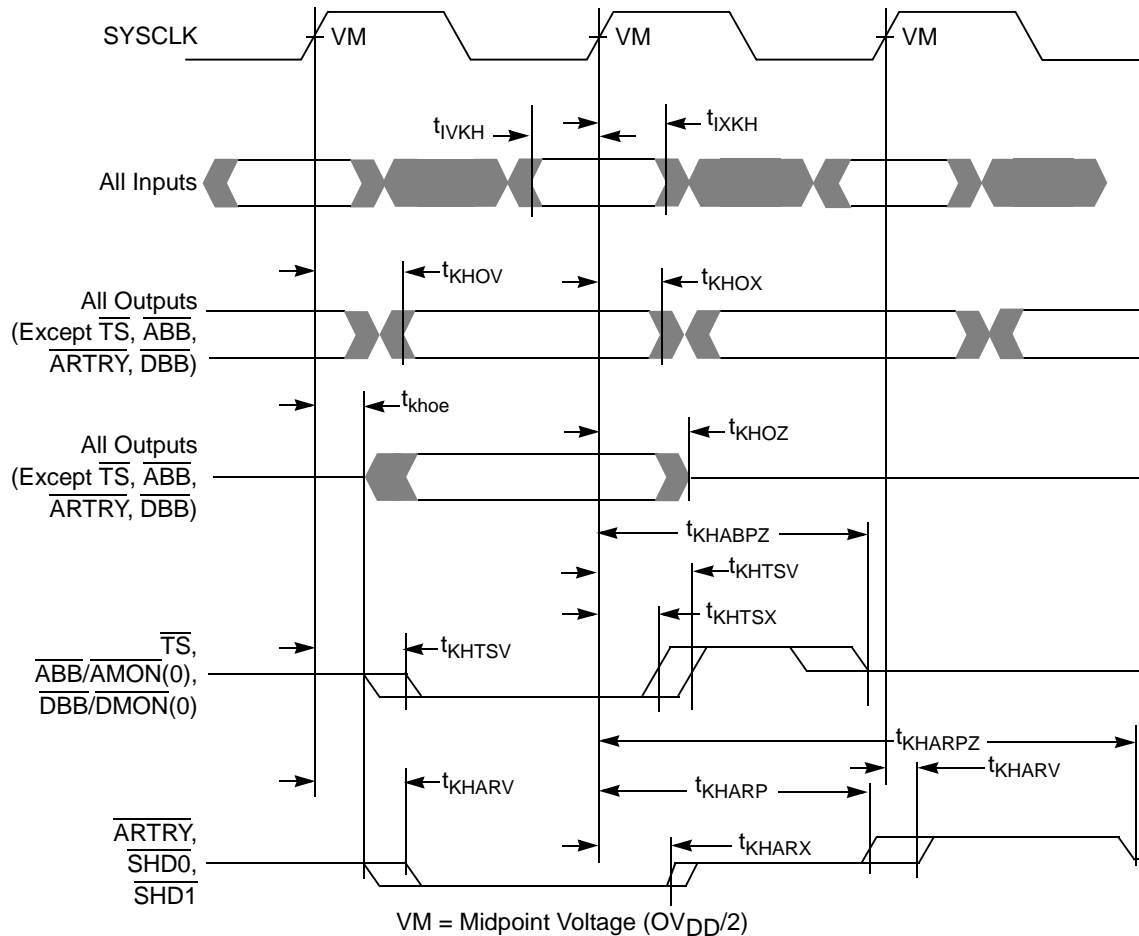 SYSCLK
VM
VM
VM
tIVKH
tIXKH
All Inputs
tKHOV
tKHOX
All Outputs
(Except TS, ABB,
ARTRY, DBB)
tkhoe
tKHOZ
All Outputs
(Except TS, ABB,
ARTRY, DBB)
tKHABPZ
tKHTSV
tKHTSX
tKHTSV
TS,
ABB/AMON(0),
DBB/DMON(0)
tKHARPZ
tKHARV
tKHARP
tKHARV
tKHARX
ARTRY,
SHD0,
SHD1
VM = Midpoint Voltage (OVDD/2)